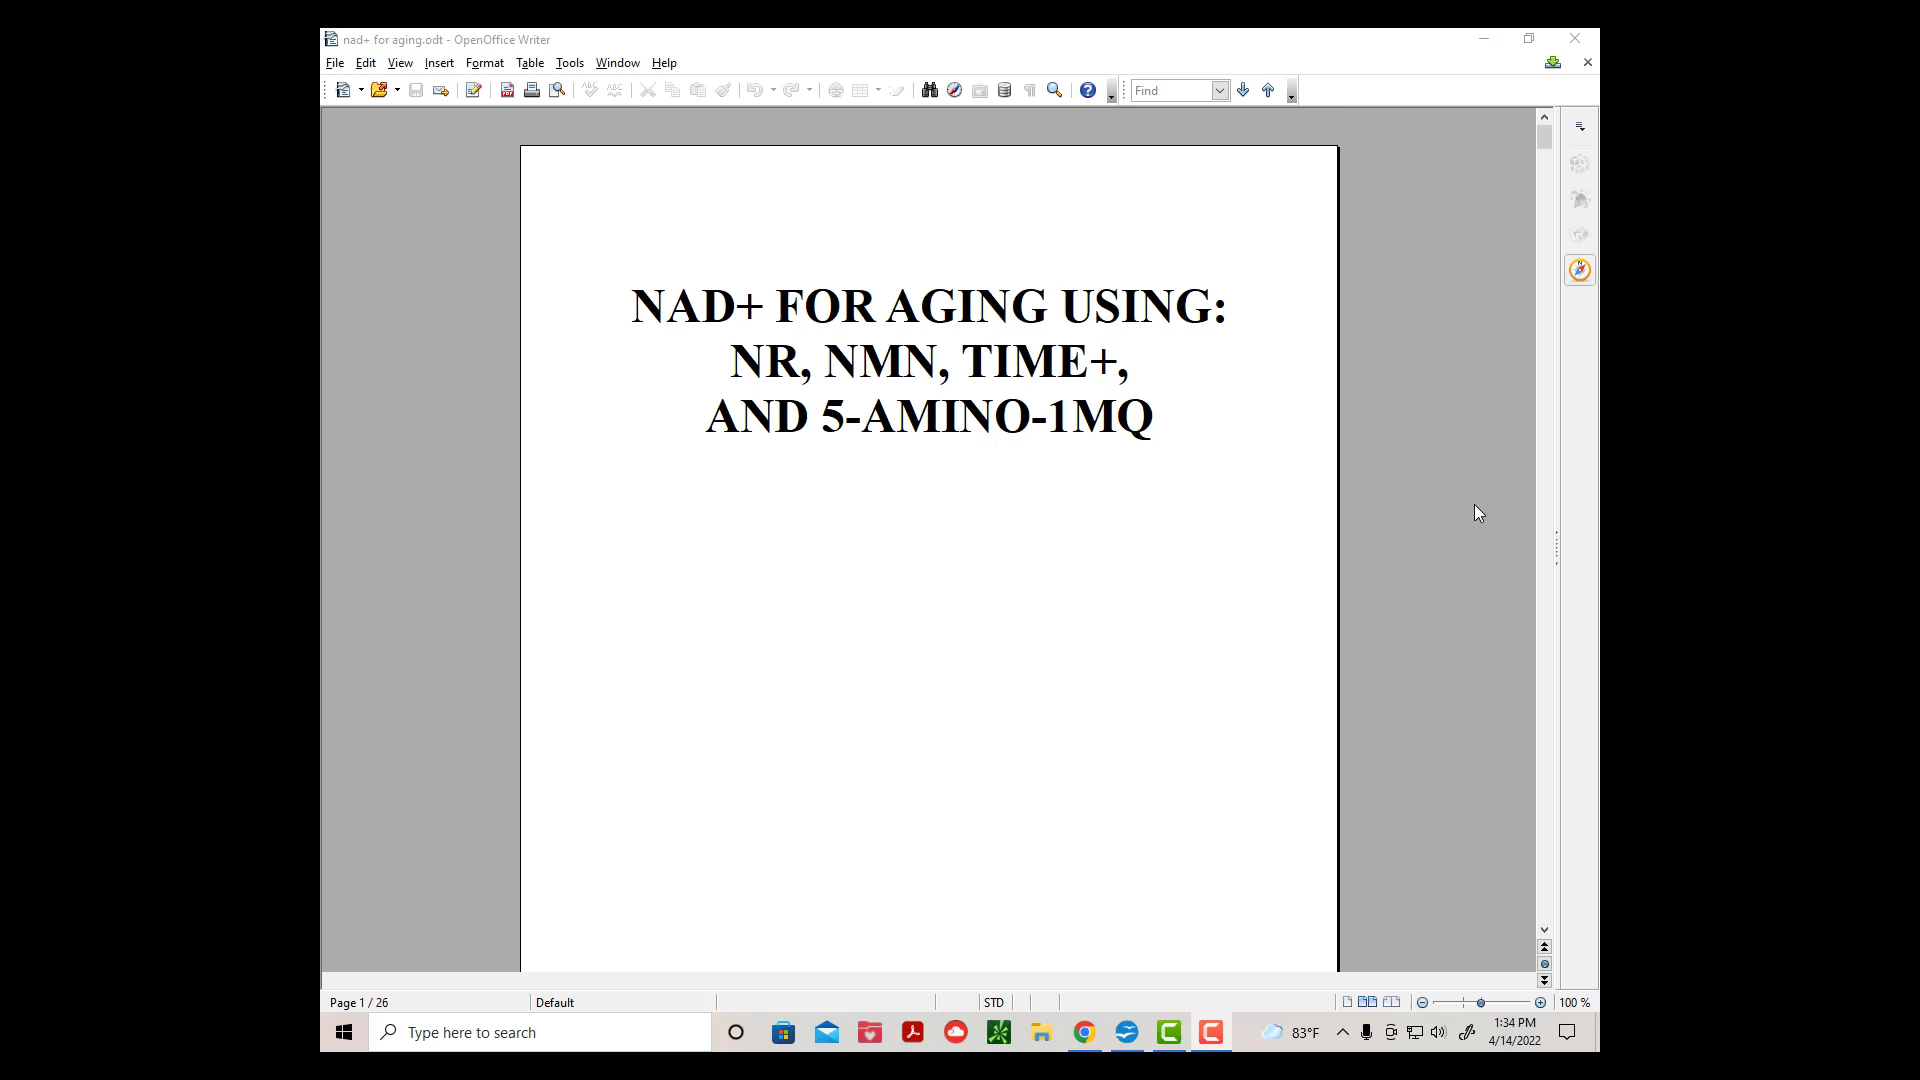 nad+ for aging.odt - OpenOffice Writer
File Edit View Insert Format Table Tools Window Help
Find
NAD+ FOR AGING USING:
NR, NMN, TIME+,
AND 5-AMINO-1MQ
Page 1 / 26 Default STD 100 %
Type here to search
83°F
1:34 PM
4/14/2022